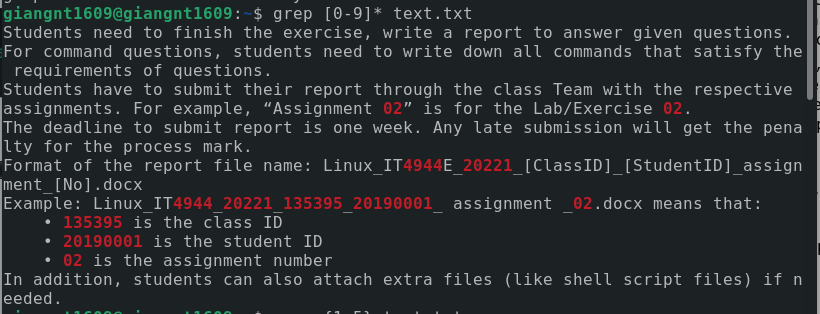 giangnt1609@giangnt1609:~$ grep [0-9]* text.txt
Students need to finish the exercise, write a report to answer given questions.
For command questions, students need to write down all commands that satisfy the
 requirements of questions.
Students have to submit their report through the class Team with the respective
assignments. For example, “Assignment 02” is for the Lab/Exercise 02.
The deadline to submit report is one week. Any late submission will get the pena
lty for the process mark.
Format of the report file name: Linux_IT4944E_20221_[ClassID]_[StudentID]_assign
ment_[No].docx
Example: Linux_IT4944_20221_135395_20190001_ assignment _02.docx means that:
• 135395 is the class ID
• 20190001 is the student ID
• 02 is the assignment number
In addition, students can also attach extra files (like shell script files) if n
eeded.